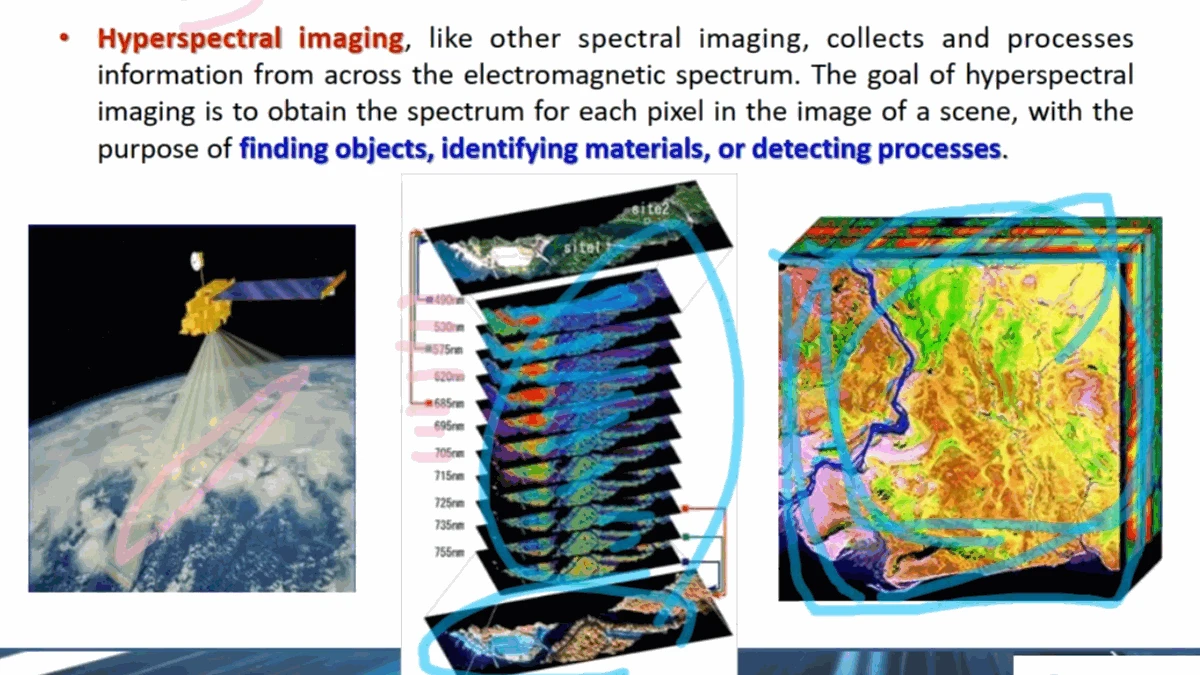 • Hyperspectral imaging, like other spectral imaging, collects and processes
information from across the electromagnetic spectrum. The goal of hyperspectral
imaging is to obtain the spectrum for each pixel in the image of a scene, with the
purpose of finding objects, identifying materials, or detecting processes.
site2
site1
490nm
530nm
575nm
620nm
685nm
695nm
705nm
715nm
725nm
735nm
755nm